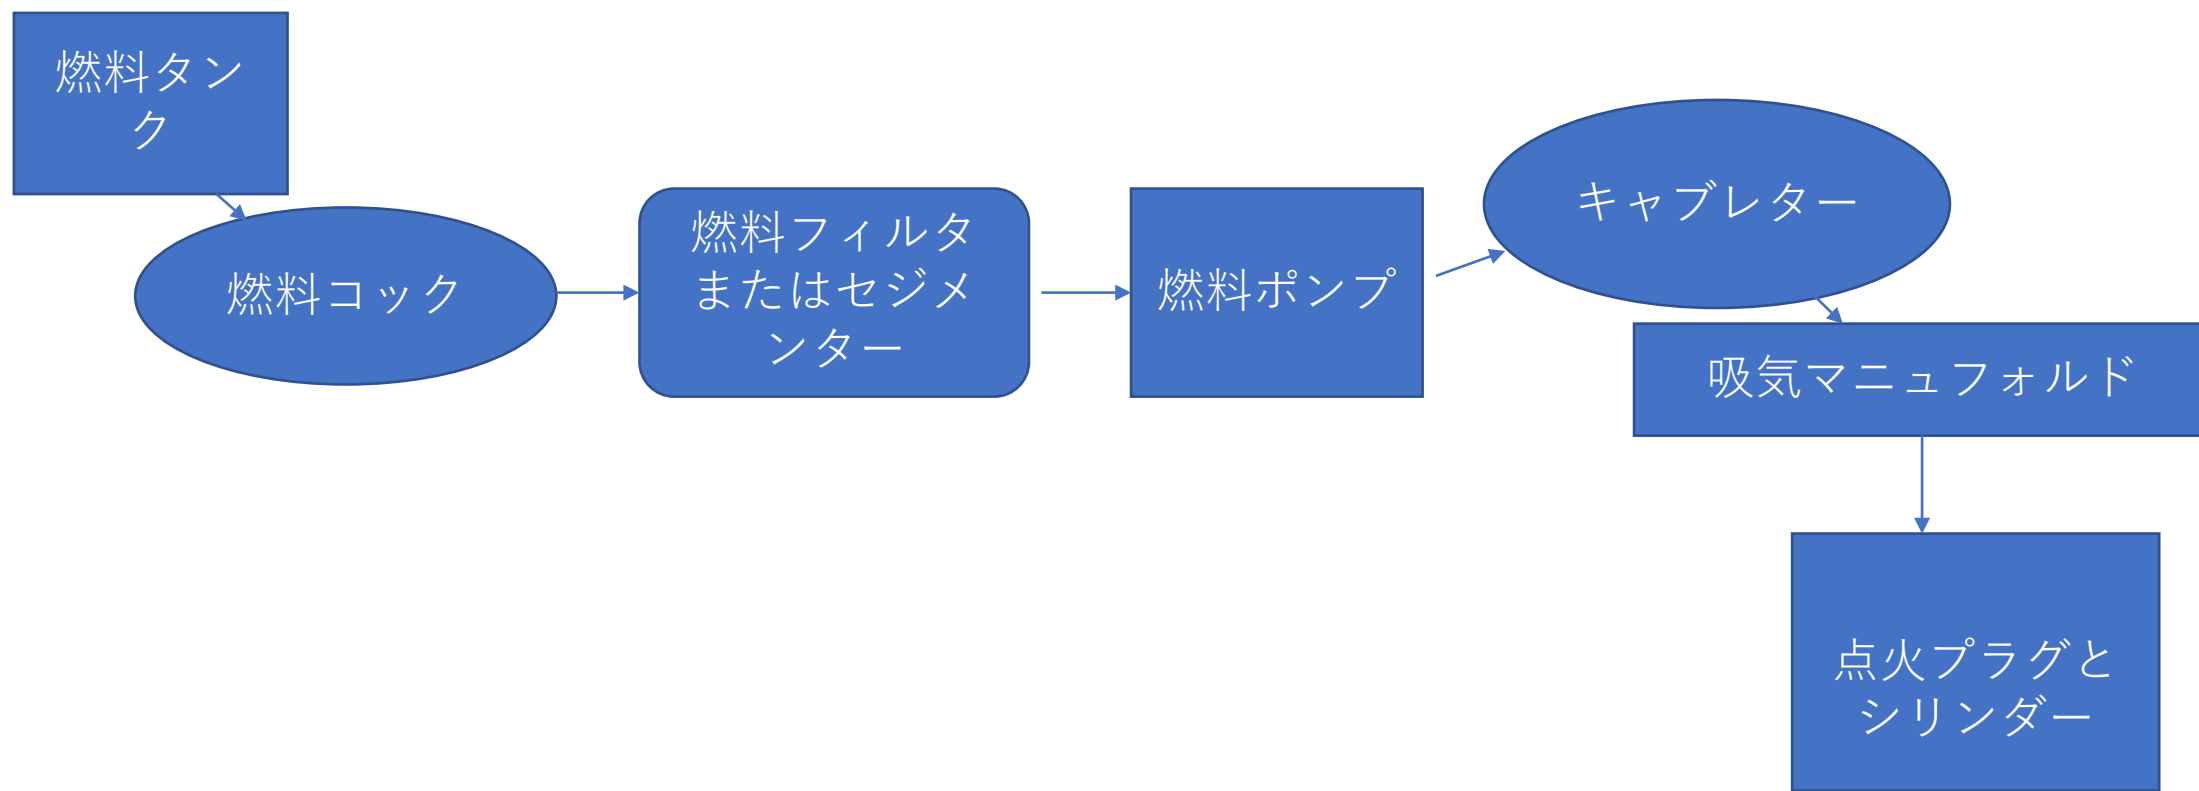 燃料タン
ク
燃料コック
燃料フィルタ
またはセジメ
ンター
燃料ポンプ
キャブレター
吸気マニュフォルド
点火プラグと
シリンダー